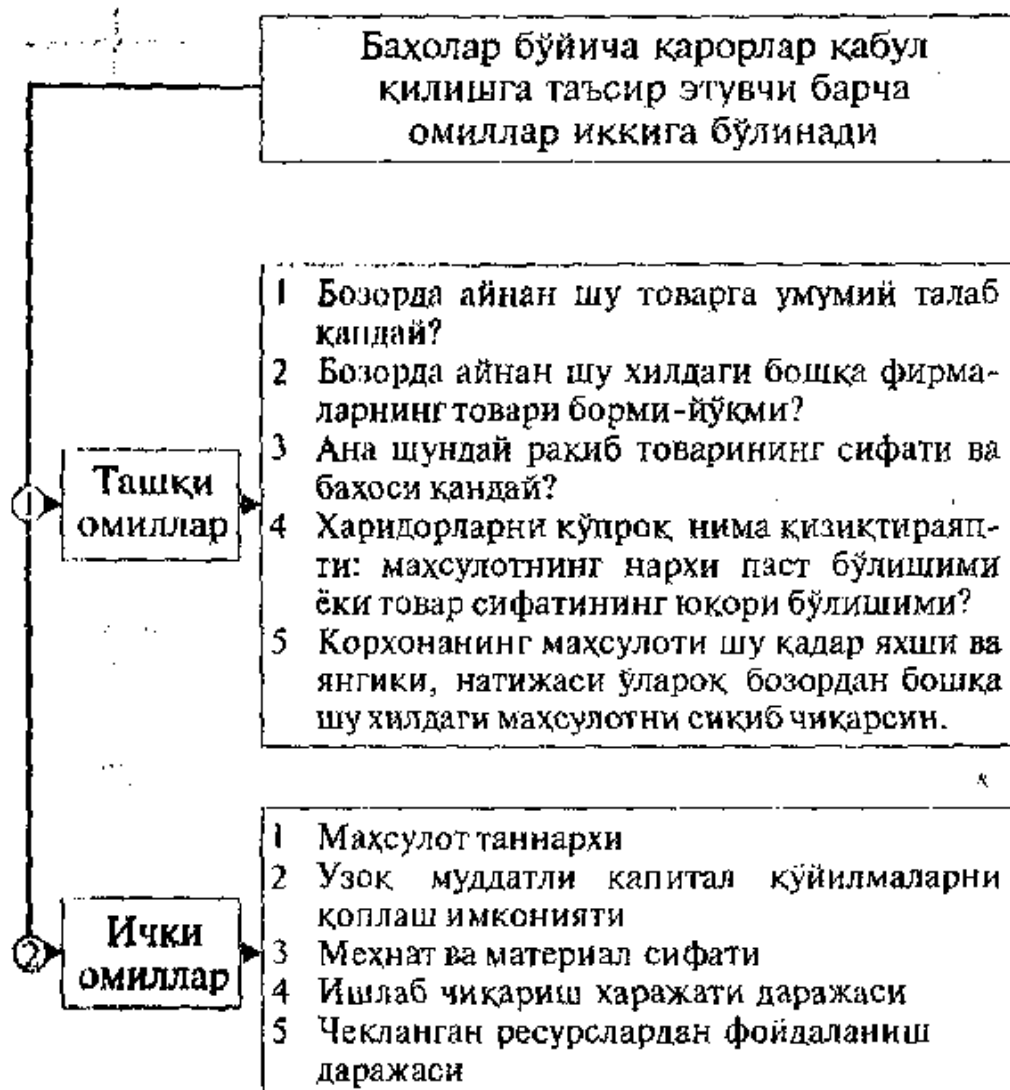 Баҳолар бўйича қарорлар қабул
қилишга таъсир этувчи барча
омиллар иккига бўлинади
1
Ташқи
омиллар
1 Бозорда айнан шу товарга умумий талаб
қандай?
2 Бозорда айнан шу хилдаги бошқа фирма-
ларнинг товари борми-йўқми?
3 Ана шундай рақиб товарининг сифати ва
баҳоси қандай?
4 Харидорларни кўпроқ нима қизиқтираяп-
ти: маҳсулотнинг нархи паст бўлишими
ёки товар сифатининг юқори бўлишими?
5 Корхонанинг маҳсулоти шу қадар яхши ва
янгики, натижаси ўлароқ бозордан бошқа
шу хилдаги маҳсулотни сиқиб чиқарсин.
2
Ички
омиллар
1 Маҳсулот таннархи
2 Узоқ муддатли капитал қўйилмаларни
қоплаш имконияти
3 Меҳнат ва материал сифати
4 Ишлаб чиқариш харажати даражаси
5 Чекланган ресурслардан фойдаланиш
даражаси